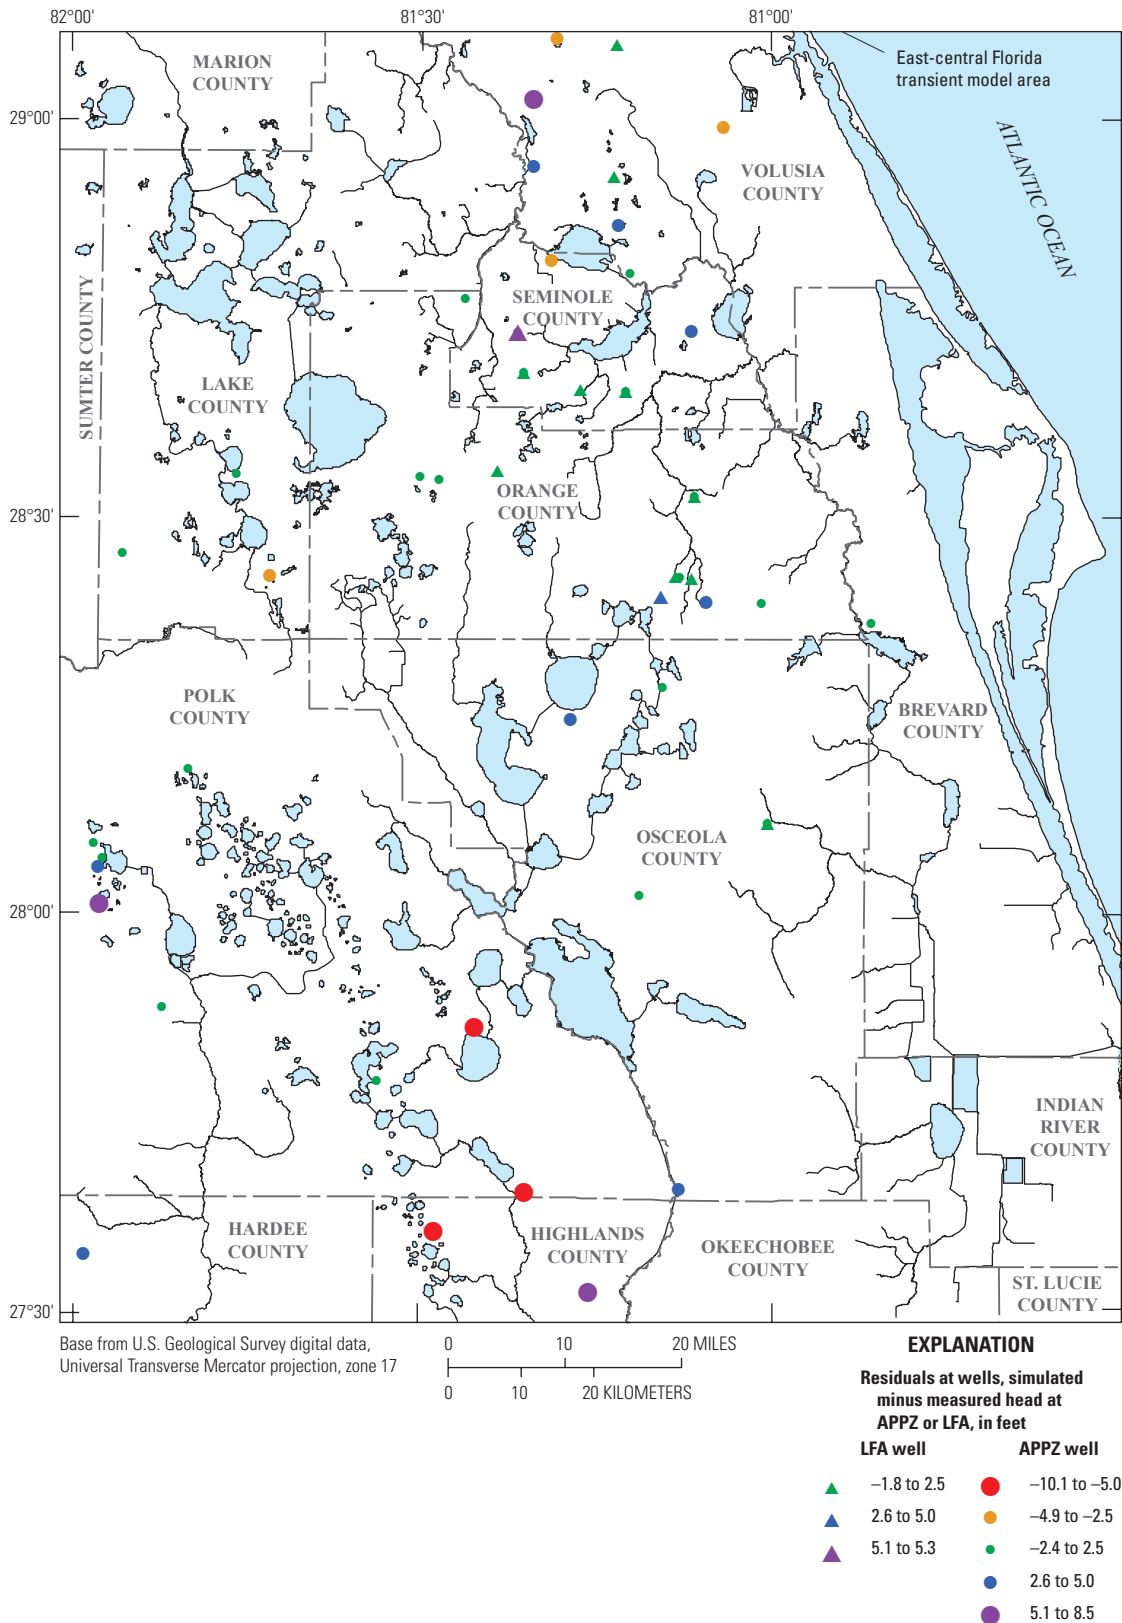 82°00'
81°30'
81°00'
MARION
COUNTY
East-central Florida
transient model area
29°00'
ATLANTIC OCEAN
VOLUSIA
COUNTY
SUMTER COUNTY
SEMINOLE
COUNTY
LAKE
COUNTY
ORANGE
COUNTY
28°30'
POLK
COUNTY
BREVARD
COUNTY
OSCEOLA
COUNTY
28°00'
INDIAN
RIVER
COUNTY
HARDEE
COUNTY
HIGHLANDS
COUNTY
OKEECHOBEE
COUNTY
ST. LUCIE
COUNTY
27°30'
Base from U.S. Geological Survey digital data,
Universal Transverse Mercator projection, zone 17
0 10 20 MILES
0 10 20 KILOMETERS
EXPLANATION
Residuals at wells, simulated
minus measured head at
APPZ or LFA, in feet
LFA well
–1.8 to 2.5
2.6 to 5.0
5.1 to 5.3
APPZ well
–10.1 to –5.0
–4.9 to –2.5
–2.4 to 2.5
2.6 to 5.0
5.1 to 8.5